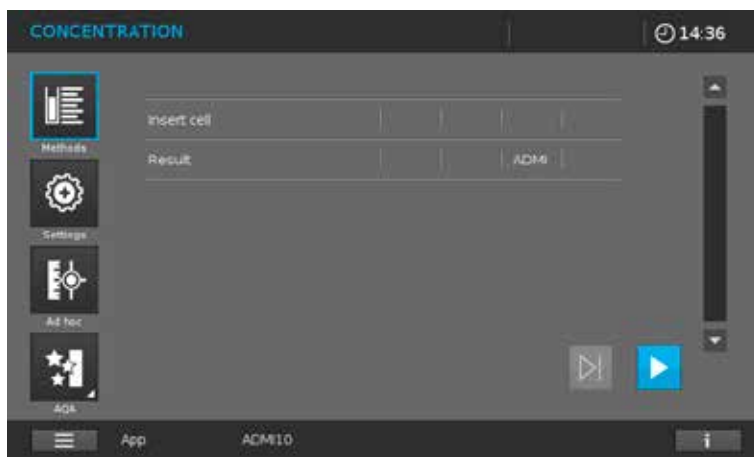 CONCENTRATION 14:36
Methods
Insert cell
Result ADMI
Settings
Ad hoc
AQA
App ADMI10 i